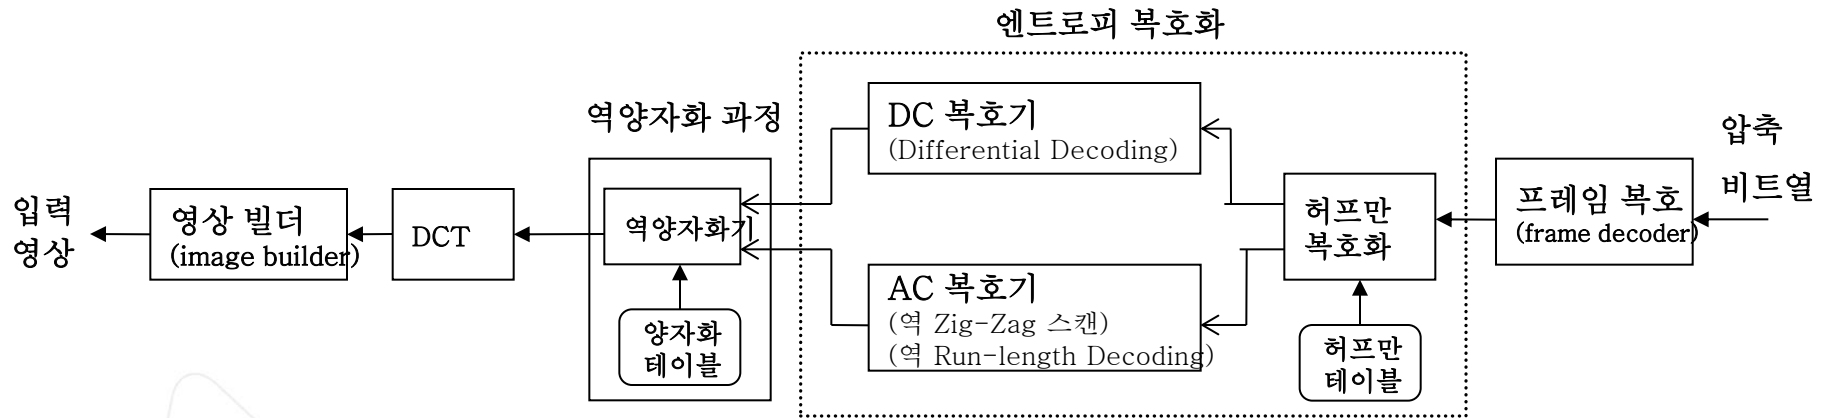 엔트로피 복호화
역양자화 과정
DC 복호기
(Differential Decoding)
압축
비트열
입력
영상
영상 빌더
(image builder)
DCT
역양자화기
허프만
복호화
프레임 복호
(frame decoder)
AC 복호기
(역 Zig-Zag 스캔)
(역 Run-length Decoding)
양자화
테이블
허프만
테이블